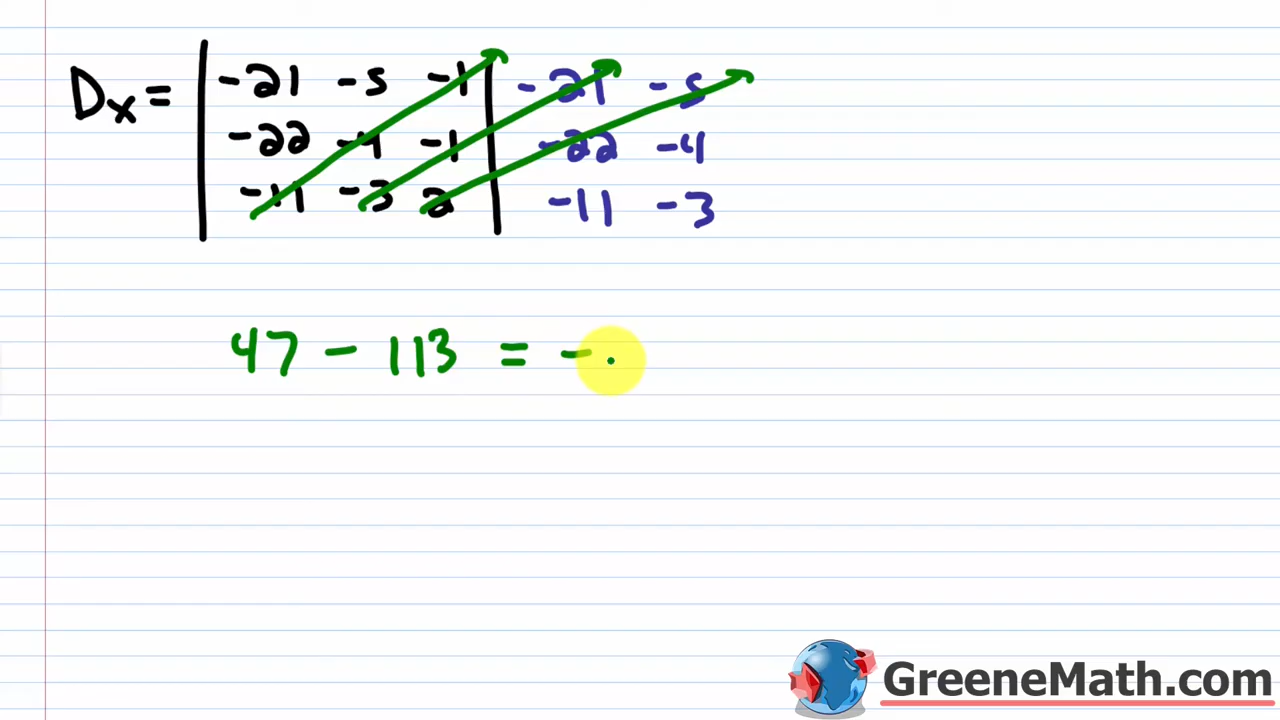 Dx = | -21 -5 -1 | -21 -5
-22 -4 -1 | -22 -4
-11 -3 2 | -11 -3
47 - 113 = -
GreeneMath.com